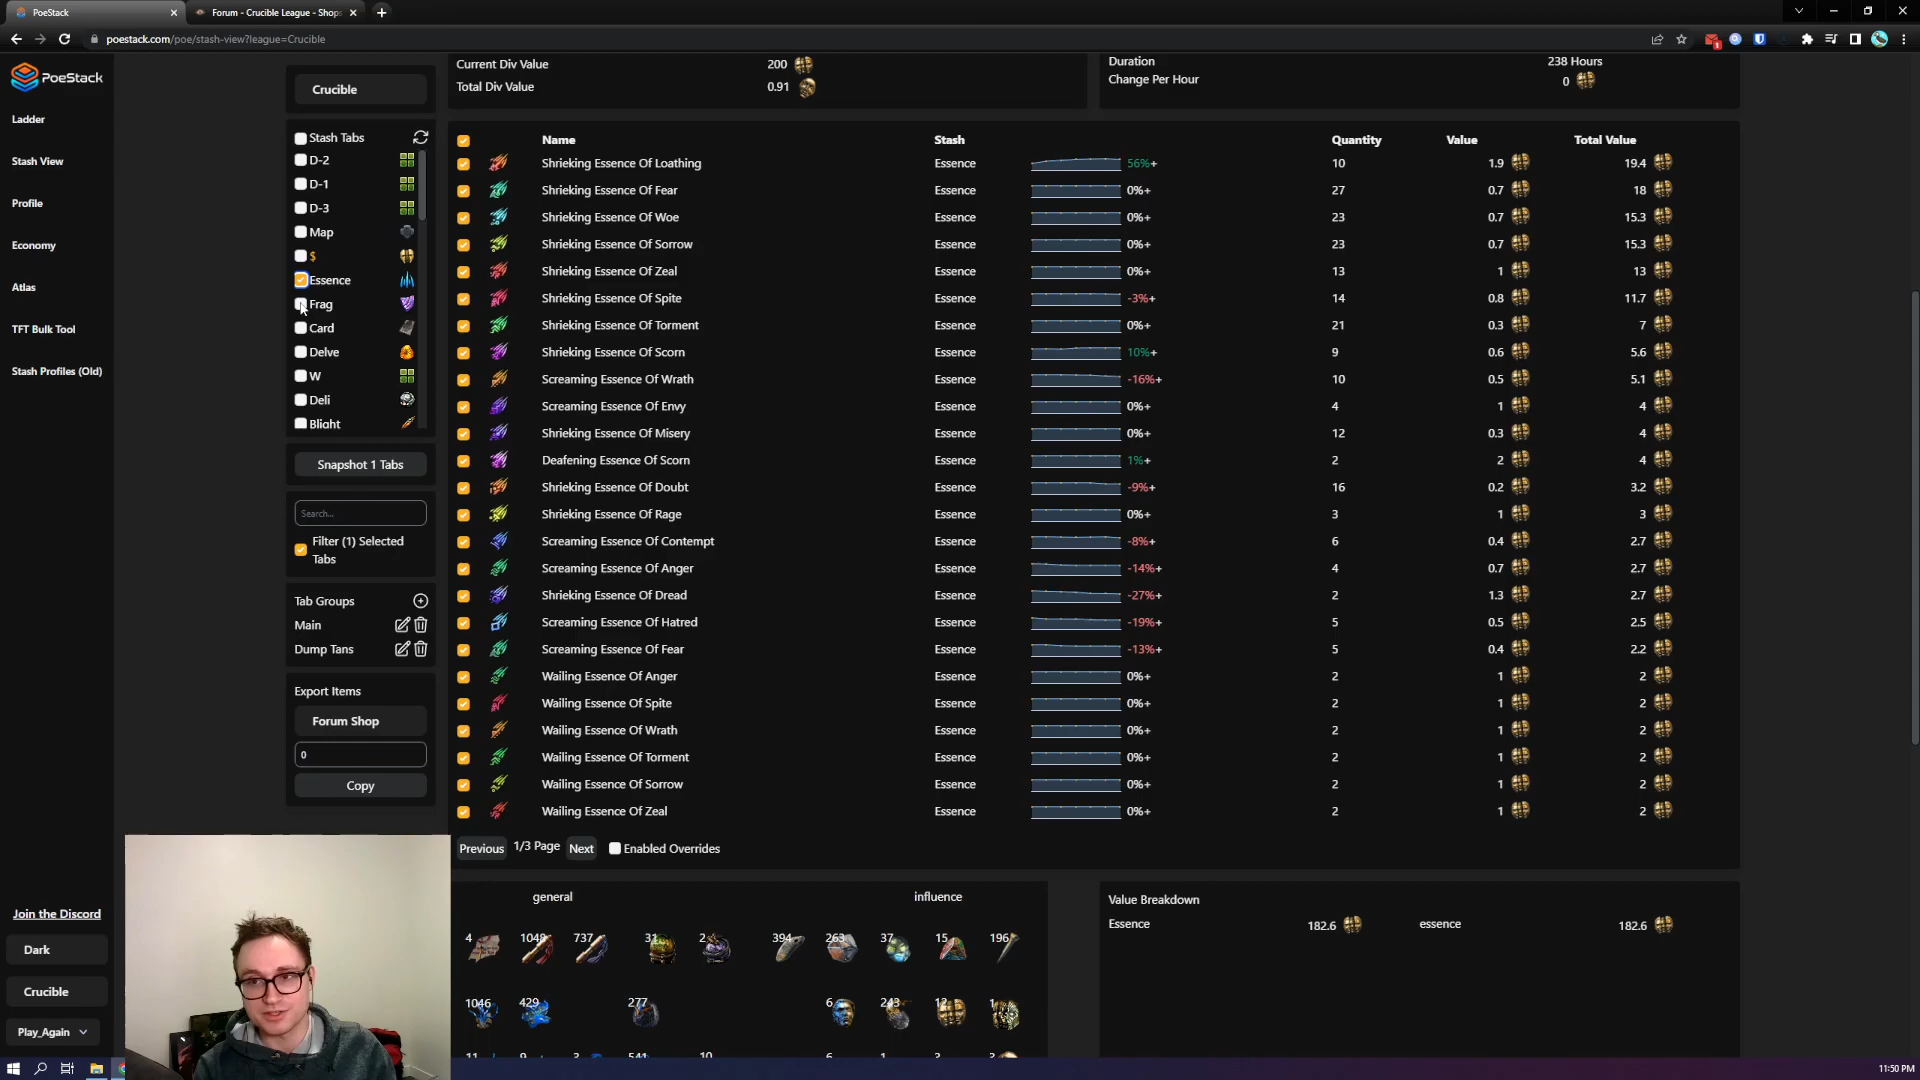 PoeStack
Forum - Crucible League - Shops
poestack.com/poe/stash-view?league=Crucible
PoeStack
Ladder
Stash View
Profile
Economy
Atlas
TFT Bulk Tool
Stash Profiles (Old)
Join the Discord
Dark
Crucible
Play_Again
Crucible
Stash Tabs
D-2
D-1
D-3
Map
$
Essence
Frag
Card
Delve
W
Deli
Blight
Snapshot 1 Tabs
Search...
Filter (1) Selected
Tabs
Tab Groups
Main
Dump Tans
Export Items
Forum Shop
0
Copy
Current Div Value 200
Total Div Value 0.91
Duration 238 Hours
Change Per Hour 0
Name Stash Quantity Value Total Value
Shrieking Essence Of Loathing Essence 56%+ 10 1.9 19.4
Shrieking Essence Of Fear Essence 0%+ 27 0.7 18
Shrieking Essence Of Woe Essence 0%+ 23 0.7 15.3
Shrieking Essence Of Sorrow Essence 0%+ 23 0.7 15.3
Shrieking Essence Of Zeal Essence 0%+ 13 1 13
Shrieking Essence Of Spite Essence -3%+ 14 0.8 11.7
Shrieking Essence Of Torment Essence 0%+ 21 0.3 7
Shrieking Essence Of Scorn Essence 10%+ 9 0.6 5.6
Screaming Essence Of Wrath Essence -16%+ 10 0.5 5.1
Screaming Essence Of Envy Essence 0%+ 4 1 4
Shrieking Essence Of Misery Essence 0%+ 12 0.3 4
Deafening Essence Of Scorn Essence 1%+ 2 2 4
Shrieking Essence Of Doubt Essence -9%+ 16 0.2 3.2
Shrieking Essence Of Rage Essence 0%+ 3 1 3
Screaming Essence Of Contempt Essence -8%+ 6 0.4 2.7
Screaming Essence Of Anger Essence -14%+ 4 0.7 2.7
Shrieking Essence Of Dread Essence -27%+ 2 1.3 2.7
Screaming Essence Of Hatred Essence -19%+ 5 0.5 2.5
Screaming Essence Of Fear Essence -13%+ 5 0.4 2.2
Wailing Essence Of Anger Essence 0%+ 2 1 2
Wailing Essence Of Spite Essence 0%+ 2 1 2
Wailing Essence Of Wrath Essence 0%+ 2 1 2
Wailing Essence Of Torment Essence 0%+ 2 1 2
Wailing Essence Of Sorrow Essence 0%+ 2 1 2
Wailing Essence Of Zeal Essence 0%+ 2 1 2
Previous 1/3 Page Next Enabled Overrides
general influence
4 1048 737 31 2 394 263 37 15 196
1046 429 277 6 243 12 1
Value Breakdown
Essence 182.6 essence 182.6
11:50 PM